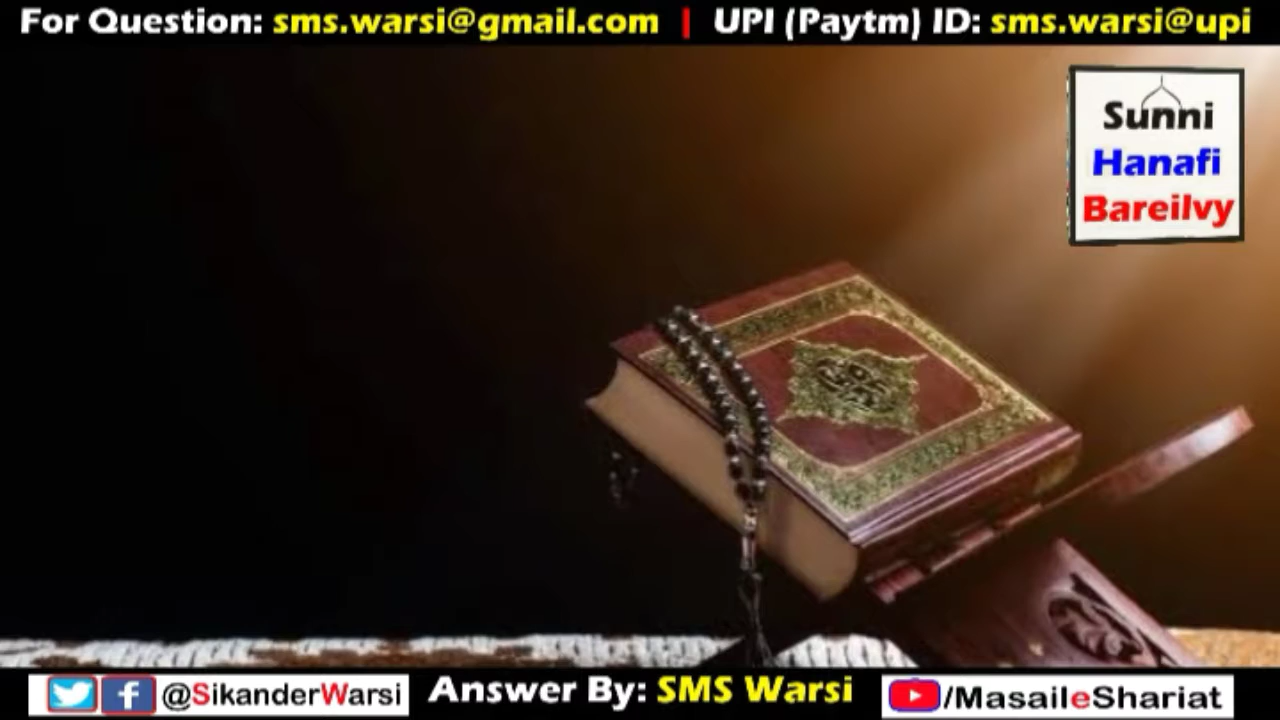 For Question: sms.warsi@gmail.com | UPI (Paytm) ID: sms.warsi@upi
Sunni
Hanafi
Bareilvy
@SikanderWarsi Answer By: SMS Warsi /MasaileShariat